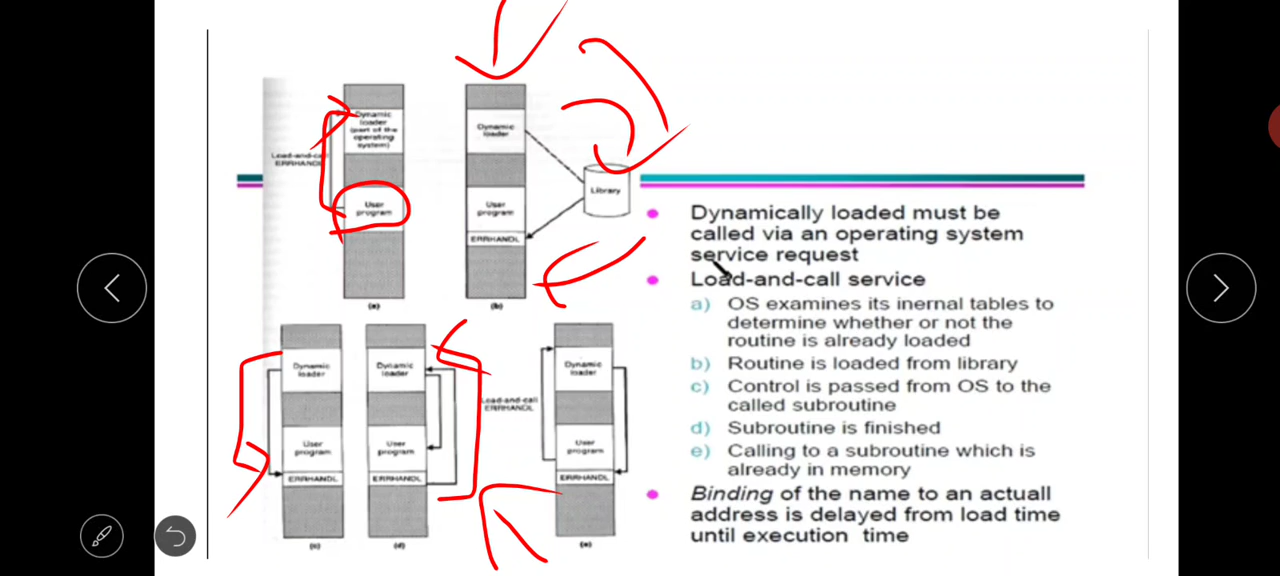 Dynamic
loader
(part of the
operating
system)
Load-and-call
ERRHANDL
User
program
(a)
Dynamic
loader
Library
User
program
ERRHANDL
(b)
Dynamic
loader
User
program
ERRHANDL
(c)
Dynamic
loader
User
program
ERRHANDL
(d)
Load-and-call
ERRHANDL
Dynamic
loader
User
program
ERRHANDL
(e)
Dynamically loaded must be
called via an operating system
service request
Load-and-call service
a) OS examines its inernal tables to
determine whether or not the
routine is already loaded
b) Routine is loaded from library
c) Control is passed from OS to the
called subroutine
d) Subroutine is finished
e) Calling to a subroutine which is
already in memory
Binding of the name to an actuall
address is delayed from load time
until execution time